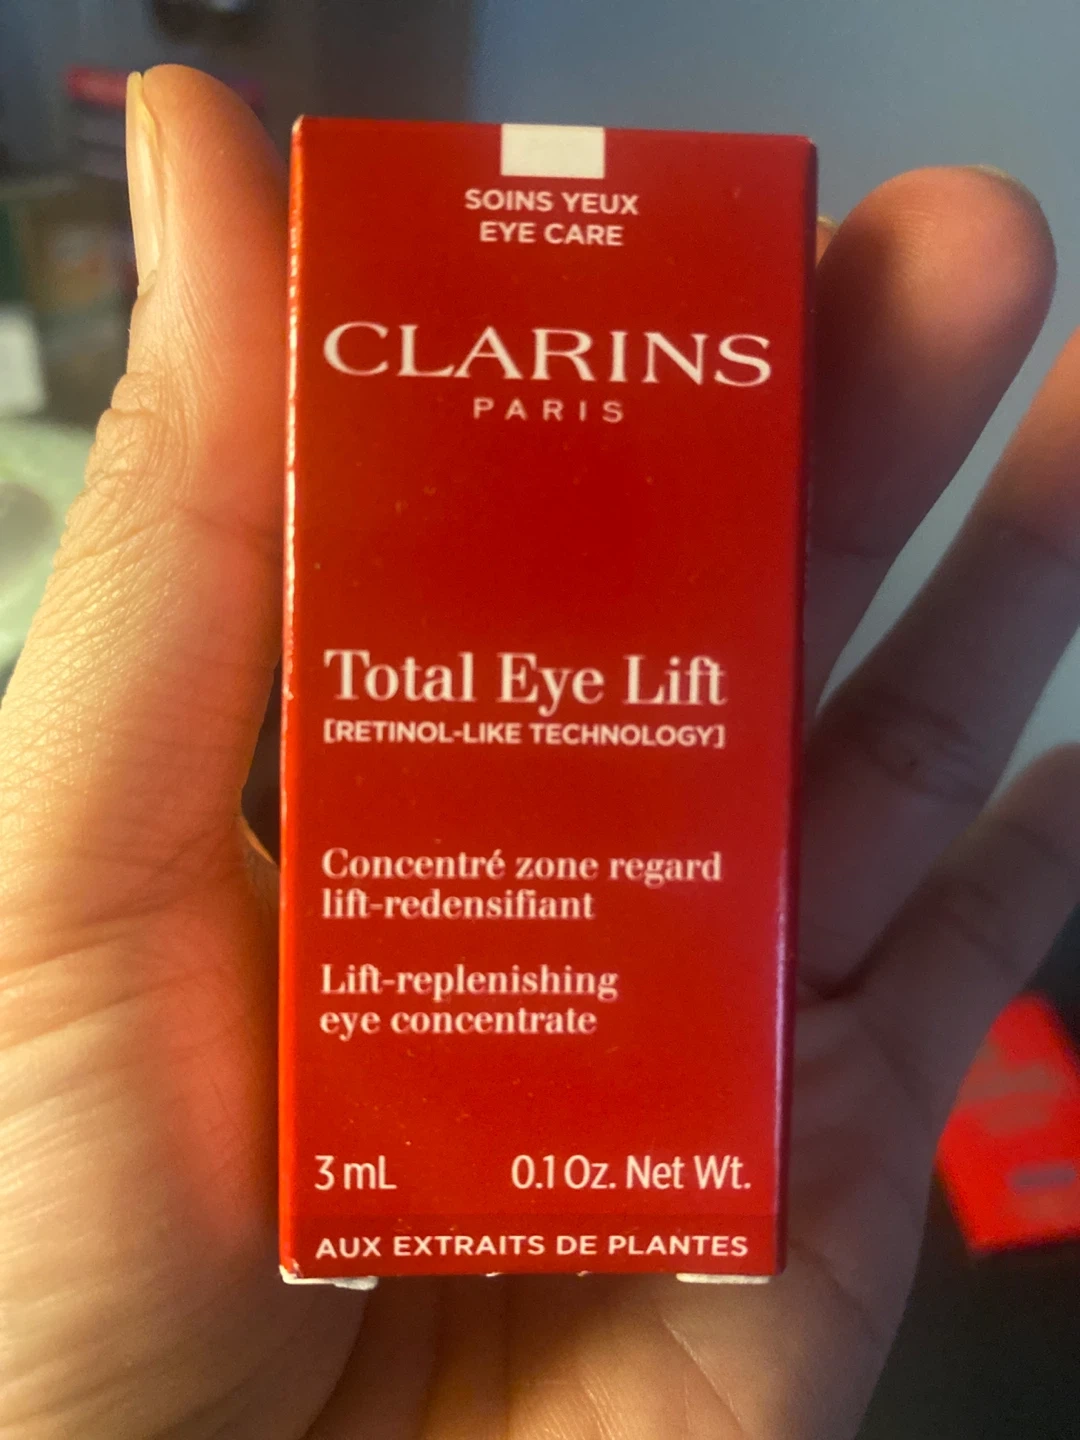 SOINS YEUX
EYE CARE
CLARINS
PARIS
Total Eye Lift
[RETINOL-LIKE TECHNOLOGY]
Concentré zone regard
lift-redensifiant
Lift-replenishing
eye concentrate
3 mL 0.1 Oz. Net Wt.
AUX EXTRAITS DE PLANTES